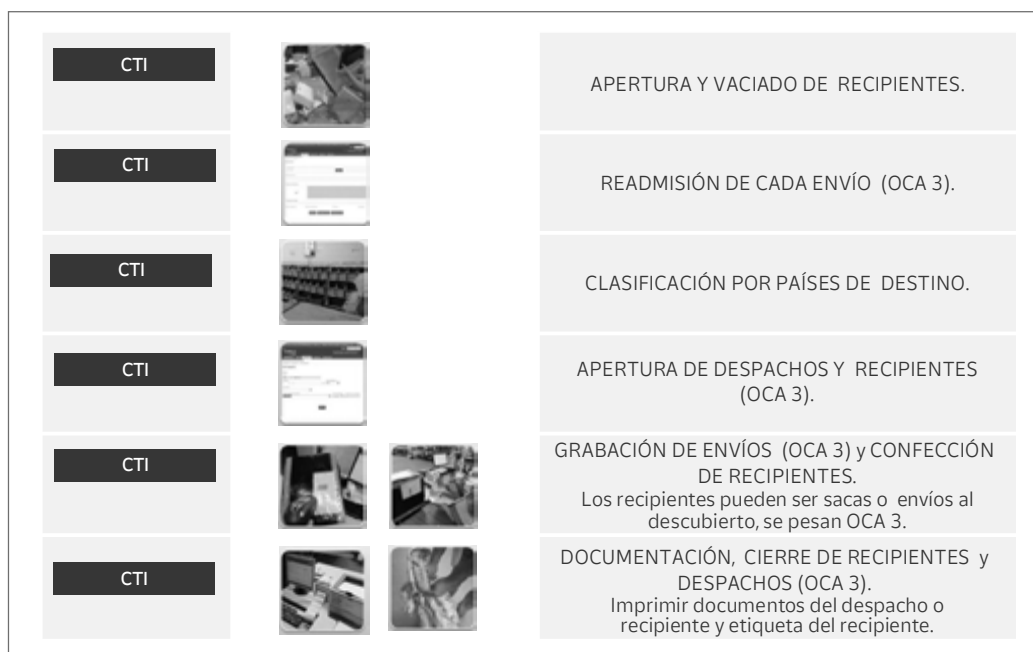 CTI
APERTURA Y VACIADO DE RECIPIENTES.
CTI
READMISIÓN DE CADA ENVÍO (OCA 3).
CTI
CLASIFICACIÓN POR PAÍSES DE DESTINO.
CTI
APERTURA DE DESPACHOS Y RECIPIENTES
(OCA 3).
CTI
GRABACIÓN DE ENVÍOS (OCA 3) y CONFECCIÓN
DE RECIPIENTES.
Los recipientes pueden ser sacas o envíos al
descubierto, se pesan OCA 3.
CTI
DOCUMENTACIÓN, CIERRE DE RECIPIENTES y
DESPACHOS (OCA 3).
Imprimir documentos del despacho o
recipiente y etiqueta del recipiente.